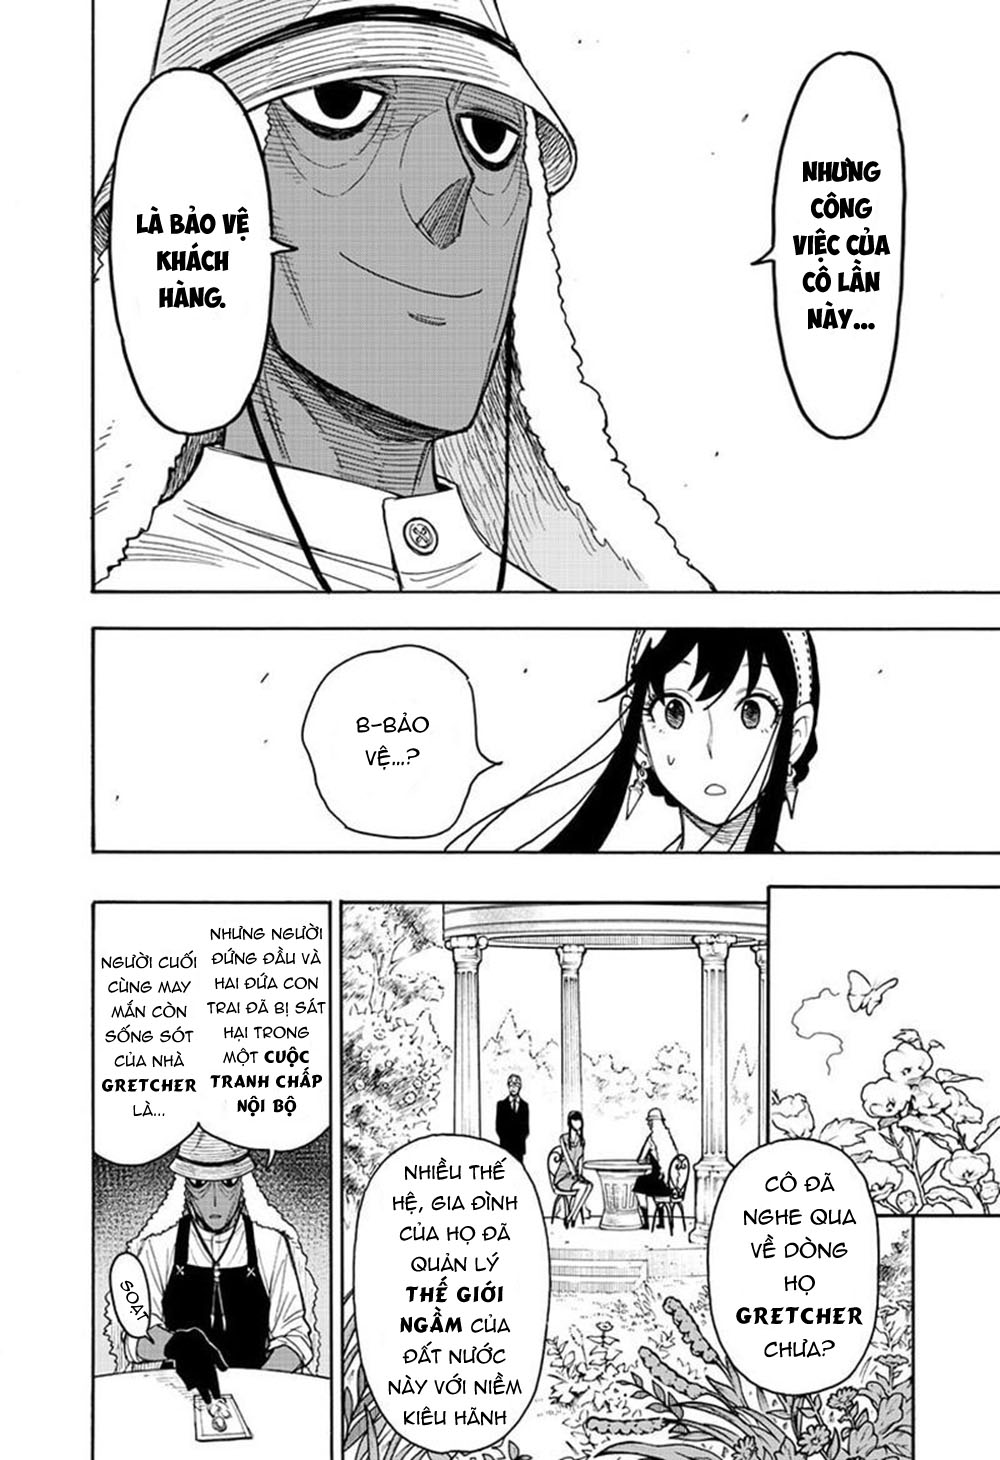 NHƯNG
CÔNG
VIỆC CỦA
CÔ LẦN
NÀY...
LÀ BẢO VỆ
KHÁCH
HÀNG.
B-BẢO
VỆ...?
CÔ ĐÃ
NGHE QUA
VỀ DÒNG
HỌ
GRETCHER
CHƯA?
NHIỀU THẾ
HỆ, GIA ĐÌNH
CỦA HỌ ĐÃ
QUẢN LÝ
THẾ GIỚI
NGẦM CỦA
ĐẤT NƯỚC
NÀY VỚI NIỀM
KIÊU HÃNH
NHƯNG NGƯỜI
ĐỨNG ĐẦU VÀ
HAI ĐỨA CON
TRAI ĐÃ BỊ SÁT
HẠI TRONG
MỘT CUỘC
TRANH CHẤP
NỘI BỘ
NGƯỜI CUỐI
CÙNG MAY
MẮN CÒN
SỐNG SÓT
CỦA NHÀ
GRETCHER
LÀ...
SOẠT